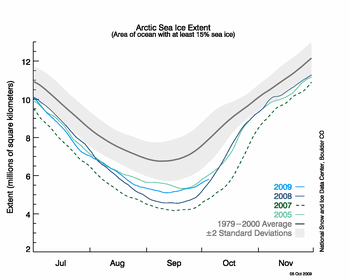 Arctic Sea Ice Extent
(Area of ocean with at least 15% sea ice)
Extent (millions of square kilometers)
12
10
8
6
4
2
Jul
Aug
Sep
Oct
Nov
2009
2008
2007
2005
1979–2000 Average
±2 Standard Deviations
National Snow and Ice Data Center, Boulder CO
05 Oct 2009